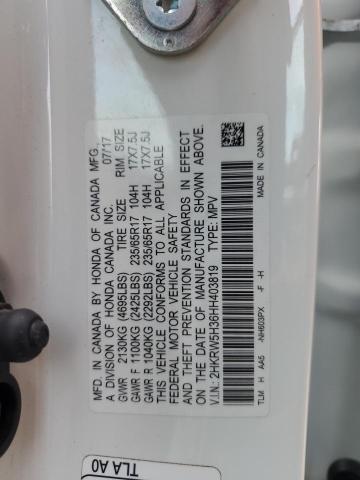 MFD. IN CANADA BY HONDA OF CANADA MFG.,
A DIVISION OF HONDA CANADA INC. 07/17
GVWR 2130KG (4695LBS) TIRE SIZE RIM SIZE
GAWR F 1100KG (2425LBS) 235/65R17 104H 17X7.5J
GAWR R 1040KG (2292LBS) 235/65R17 104H 17X7.5J
THIS VEHICLE CONFORMS TO ALL APPLICABLE
FEDERAL MOTOR VEHICLE SAFETY
AND THEFT PREVENTION STANDARDS IN EFFECT
ON THE DATE OF MANUFACTURE SHOWN ABOVE.
V.I.N.: 2HKRW5H36HH403819 TYPE: MPV
TLM H AA5 -NH603PX -F -H
MADE IN CANADA
TLA A0